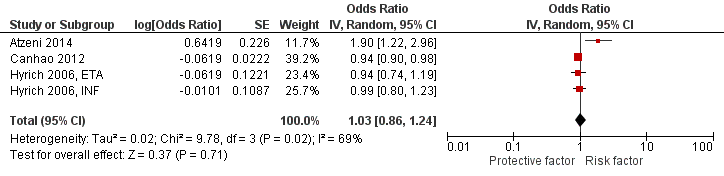 Odds Ratio Odds Ratio
Study or Subgroup log[Odds Ratio] SE Weight IV, Random, 95% CI IV, Random, 95% CI
Atzeni 2014 0.6419 0.226 11.7% 1.90 [1.22, 2.96]
Canhao 2012 -0.0619 0.0222 39.2% 0.94 [0.90, 0.98]
Hyrich 2006, ETA -0.0619 0.1221 23.4% 0.94 [0.74, 1.19]
Hyrich 2006, INF -0.0101 0.1087 25.7% 0.99 [0.80, 1.23]
Total (95% CI) 100.0% 1.03 [0.86, 1.24]
Heterogeneity: Tau² = 0.02; Chi² = 9.78, df = 3 (P = 0.02); I² = 69%
Test for overall effect: Z = 0.37 (P = 0.71)
0.01 0.1 1 10 100
Protective factor Risk factor